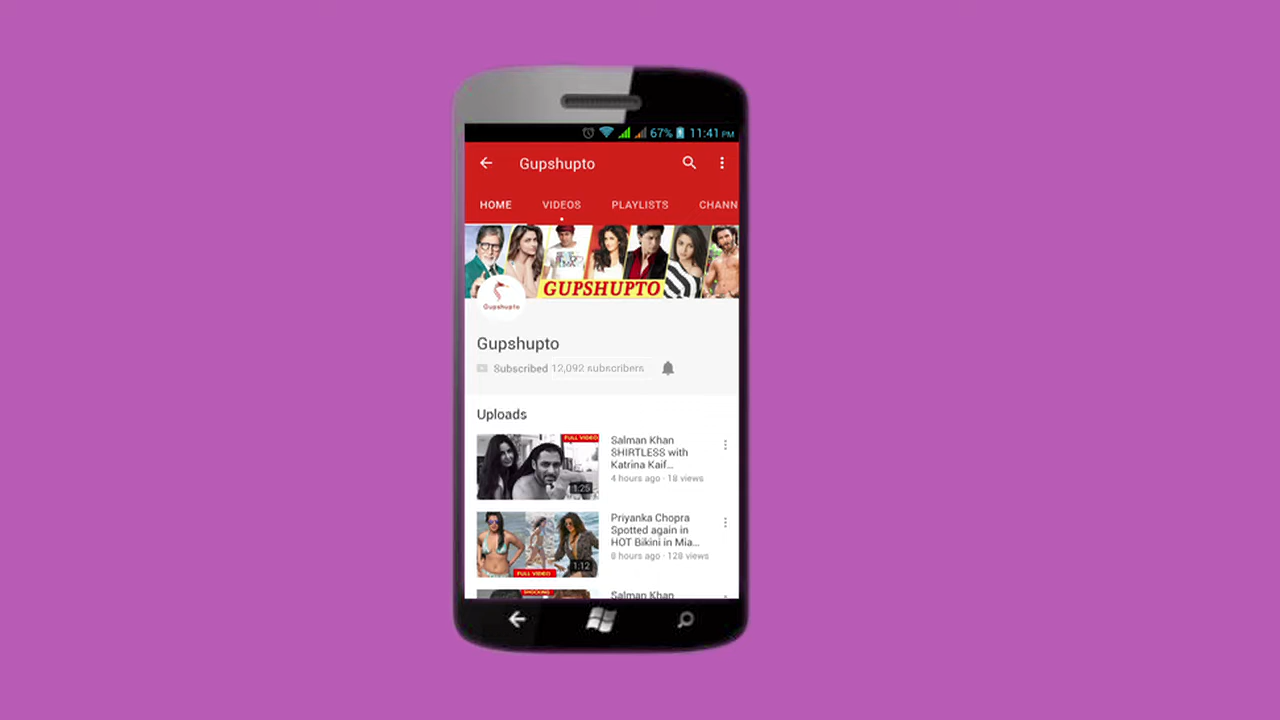 67% 11:41 PM
Gupshupto
HOME VIDEOS PLAYLISTS CHANN
GUPSHUPTO
Gupshupto
Gupshupto
Subscribed 12,092 subscribers
Uploads
FULL VIDEO
1:25
Salman Khan
SHIRTLESS with
Katrina Kaif...
4 hours ago · 18 views
FULL VIDEO
1:12
Priyanka Chopra
Spotted again in
HOT Bikini in Mia...
8 hours ago · 128 views
SHOCKING
Salman Khan